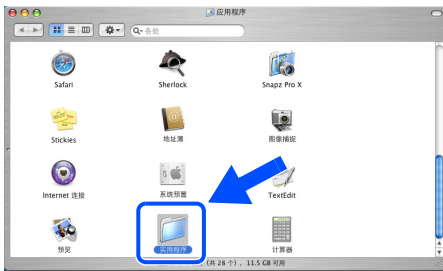 应用程序
各处
Safari
Sherlock
Snapz Pro X
Stickies
地址簿
图像捕捉
Internet 连接
系统预置
TextEdit
预览
实用程序
计算器
(共 28 个)，11.5 GB 可用